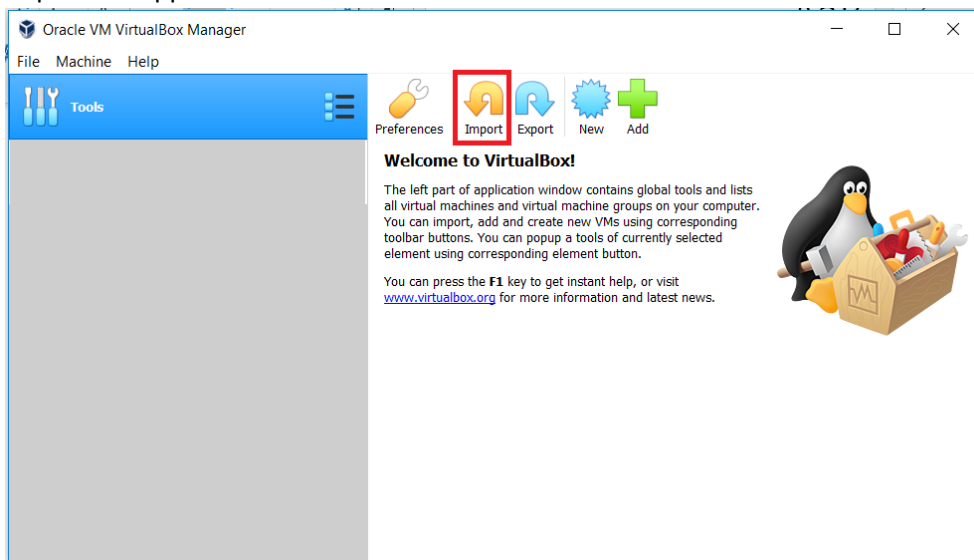 Oracle VM VirtualBox Manager
File Machine Help
Tools
Preferences Import Export New Add
Welcome to VirtualBox!
The left part of application window contains global tools and lists
all virtual machines and virtual machine groups on your computer.
You can import, add and create new VMs using corresponding
toolbar buttons. You can popup a tools of currently selected
element using corresponding element button.
You can press the F1 key to get instant help, or visit
www.virtualbox.org for more information and latest news.